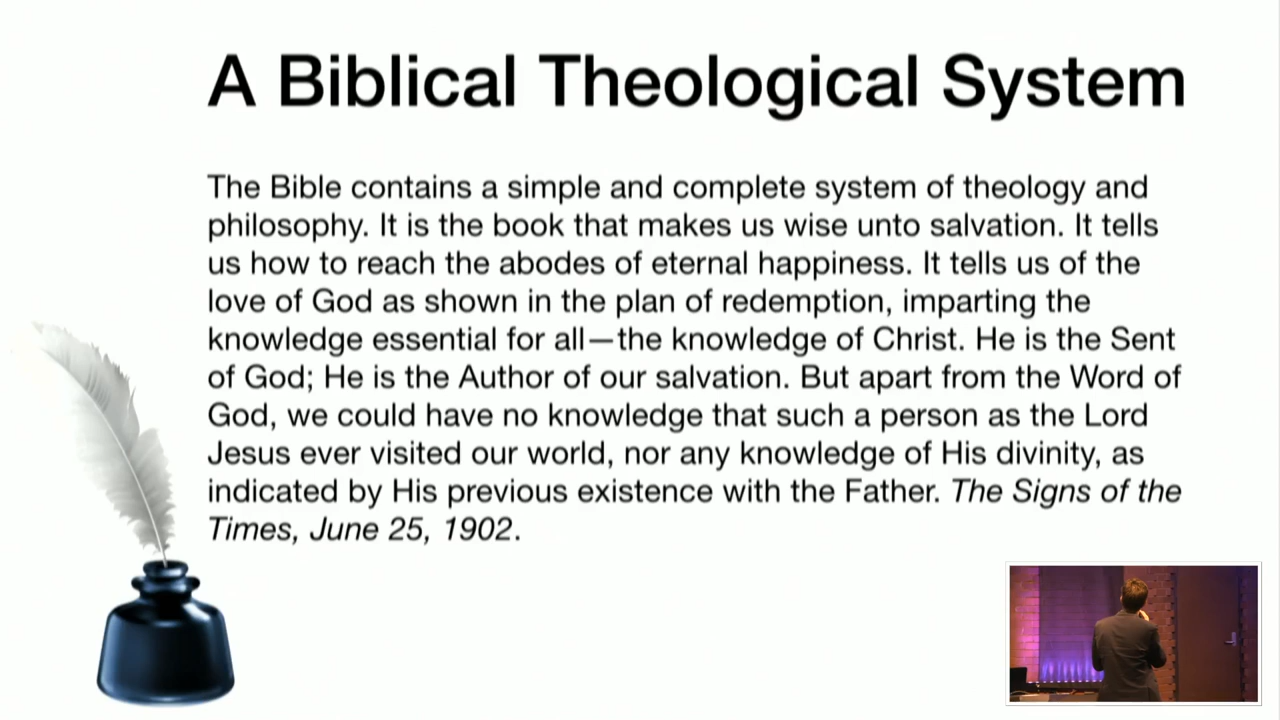 A Biblical Theological System
The Bible contains a simple and complete system of theology and
philosophy. It is the book that makes us wise unto salvation. It tells
us how to reach the abodes of eternal happiness. It tells us of the
love of God as shown in the plan of redemption, imparting the
knowledge essential for all—the knowledge of Christ. He is the Sent
of God; He is the Author of our salvation. But apart from the Word of
God, we could have no knowledge that such a person as the Lord
Jesus ever visited our world, nor any knowledge of His divinity, as
indicated by His previous existence with the Father. The Signs of the
Times, June 25, 1902.